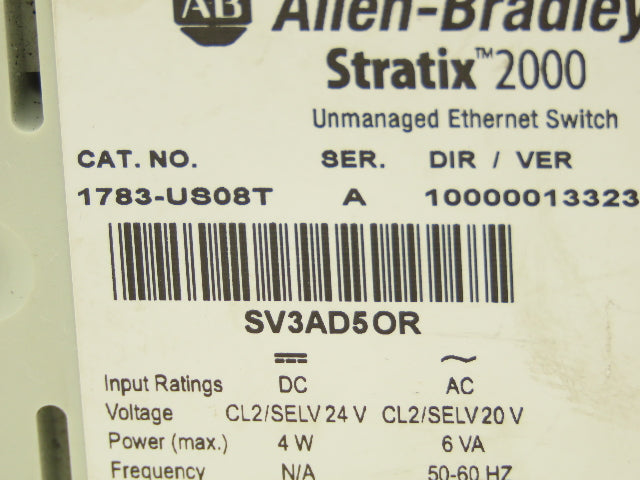 AB Allen-Bradley
Stratix™2000
Unmanaged Ethernet Switch
CAT. NO. SER. DIR / VER
1783-US08T A 10000013323
SV3AD5OR
Input Ratings DC AC
Voltage CL2/SELV 24 V CL2/SELV 20 V
Power (max.) 4 W 6 VA
Frequency N/A 50-60 HZ